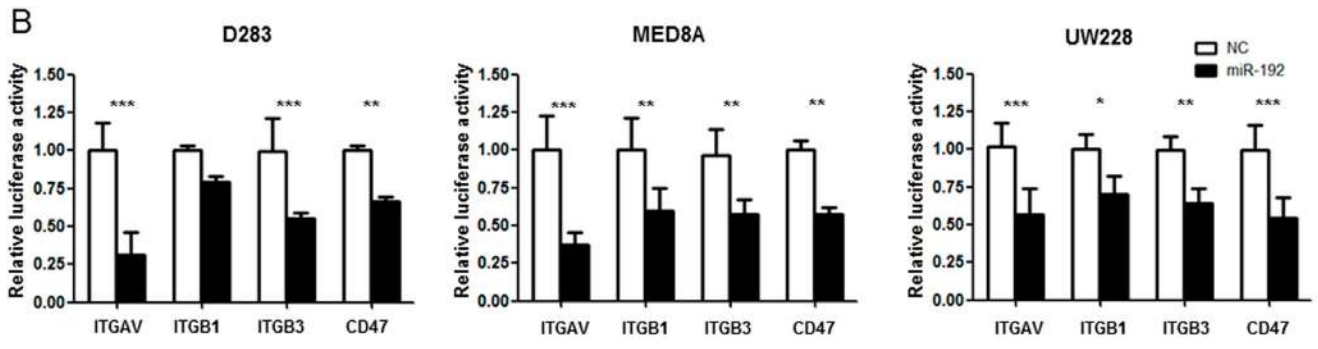 B
D283
Relative luciferase activity
1.50
1.25
1.00
0.75
0.50
0.25
0.00
***
***
**
ITGAV ITGB1 ITGB3 CD47
MED8A
Relative luciferase activity
1.50
1.25
1.00
0.75
0.50
0.25
0.00
***
**
**
**
ITGAV ITGB1 ITGB3 CD47
UW228
NC
miR-192
Relative luciferase activity
1.50
1.25
1.00
0.75
0.50
0.25
0.00
***
*
**
***
ITGAV ITGB1 ITGB3 CD47